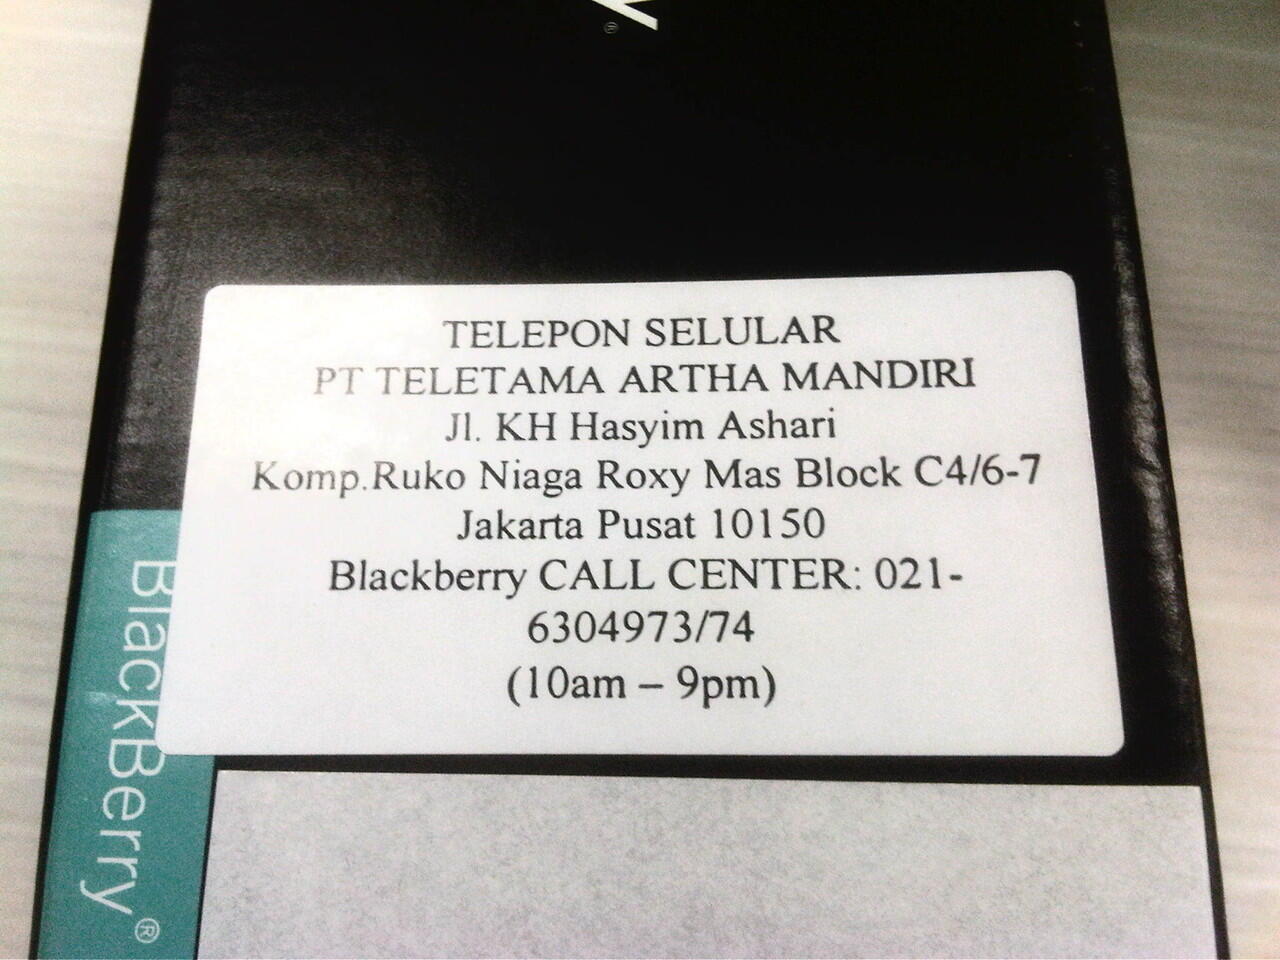 TELEPON SELULAR
PT TELETAMA ARTHA MANDIRI
Jl. KH Hasyim Ashari
Komp.Ruko Niaga Roxy Mas Block C4/6-7
Jakarta Pusat 10150
Blackberry CALL CENTER: 021-
6304973/74
(10am – 9pm)
BlackBerry®